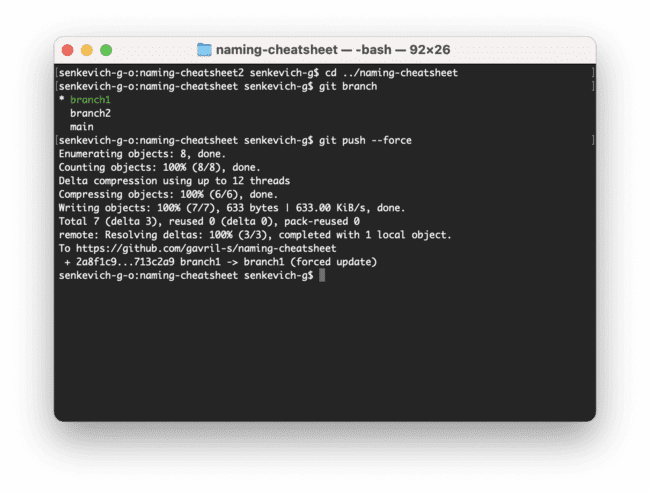 naming-cheatsheet — -bash — 92×26
[senkevich-g-o:naming-cheatsheet2 senkevich-g$ cd ../naming-cheatsheet ]
[senkevich-g-o:naming-cheatsheet senkevich-g$ git branch ]
* branch1
branch2
main
[senkevich-g-o:naming-cheatsheet senkevich-g$ git push --force ]
Enumerating objects: 8, done.
Counting objects: 100% (8/8), done.
Delta compression using up to 12 threads
Compressing objects: 100% (6/6), done.
Writing objects: 100% (7/7), 633 bytes | 633.00 KiB/s, done.
Total 7 (delta 3), reused 0 (delta 0), pack-reused 0
remote: Resolving deltas: 100% (3/3), completed with 1 local object.
To https://github.com/gavril-s/naming-cheatsheet
+ 2a8f1c9...713c2a9 branch1 -> branch1 (forced update)
senkevich-g-o:naming-cheatsheet senkevich-g$